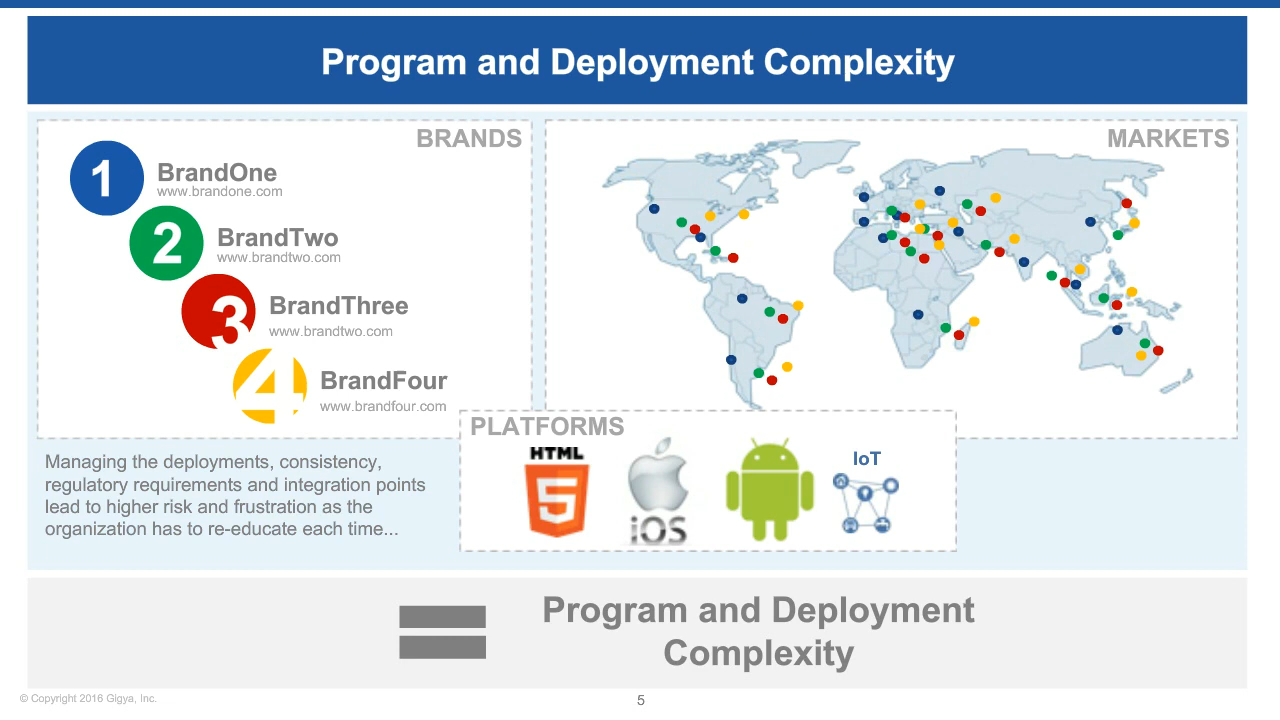 Program and Deployment Complexity
BRANDS
1
BrandOne
www.brandone.com
2
BrandTwo
www.brandtwo.com
3
BrandThree
www.brandtwo.com
4
BrandFour
www.brandfour.com
MARKETS
PLATFORMS
HTML
5
iOS
IoT
Managing the deployments, consistency,
regulatory requirements and integration points
lead to higher risk and frustration as the
organization has to re-educate each time...
Program and Deployment
Complexity
© Copyright 2016 Gigya, Inc.
5